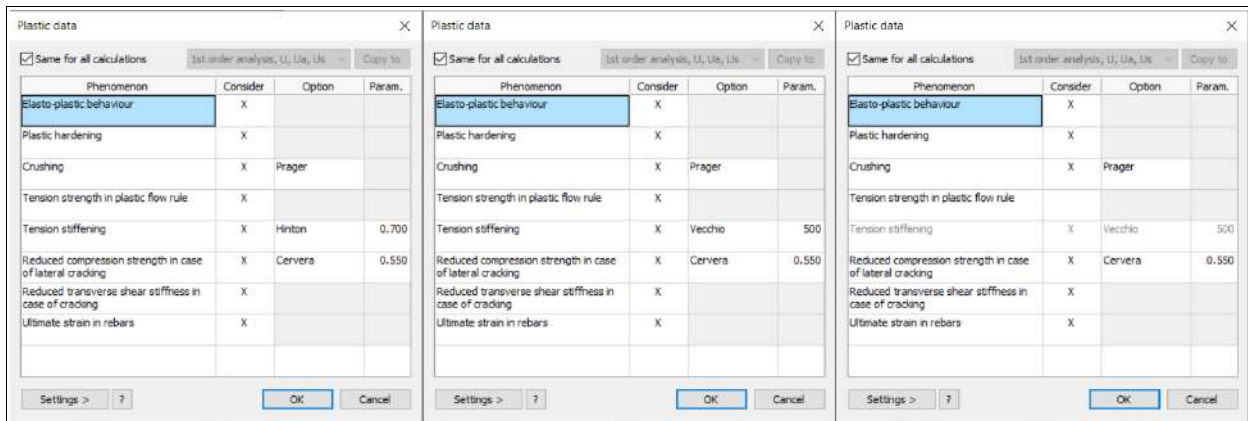 Plastic data
Same for all calculations 1st order analysis, U, Ua, Us Copy to
Phenomenon Consider Option Param.
Elasto-plastic behaviour X
Plastic hardening X
Crushing X Prager
Tension strength in plastic flow rule X
Tension stiffening X Hinton 0.700
Reduced compression strength in case X Cervera 0.550
of lateral cracking
Reduced transverse shear stiffness in X
case of cracking
Ultimate strain in rebars X
Settings > ? OK Cancel
Plastic data
Same for all calculations 1st order analysis, U, Ua, Us Copy to
Phenomenon Consider Option Param.
Elasto-plastic behaviour X
Plastic hardening X
Crushing X Prager
Tension strength in plastic flow rule X
Tension stiffening X Vecchio 500
Reduced compression strength in case X Cervera 0.550
of lateral cracking
Reduced transverse shear stiffness in X
case of cracking
Ultimate strain in rebars X
Settings > ? OK Cancel
Plastic data
Same for all calculations 1st order analysis, U, Ua, Us Copy to
Phenomenon Consider Option Param.
Elasto-plastic behaviour X
Plastic hardening X
Crushing X Prager
Tension strength in plastic flow rule
Tension stiffening X Vecchio 500
Reduced compression strength in case X Cervera 0.550
of lateral cracking
Reduced transverse shear stiffness in X
case of cracking
Ultimate strain in rebars X
Settings > ? OK Cancel